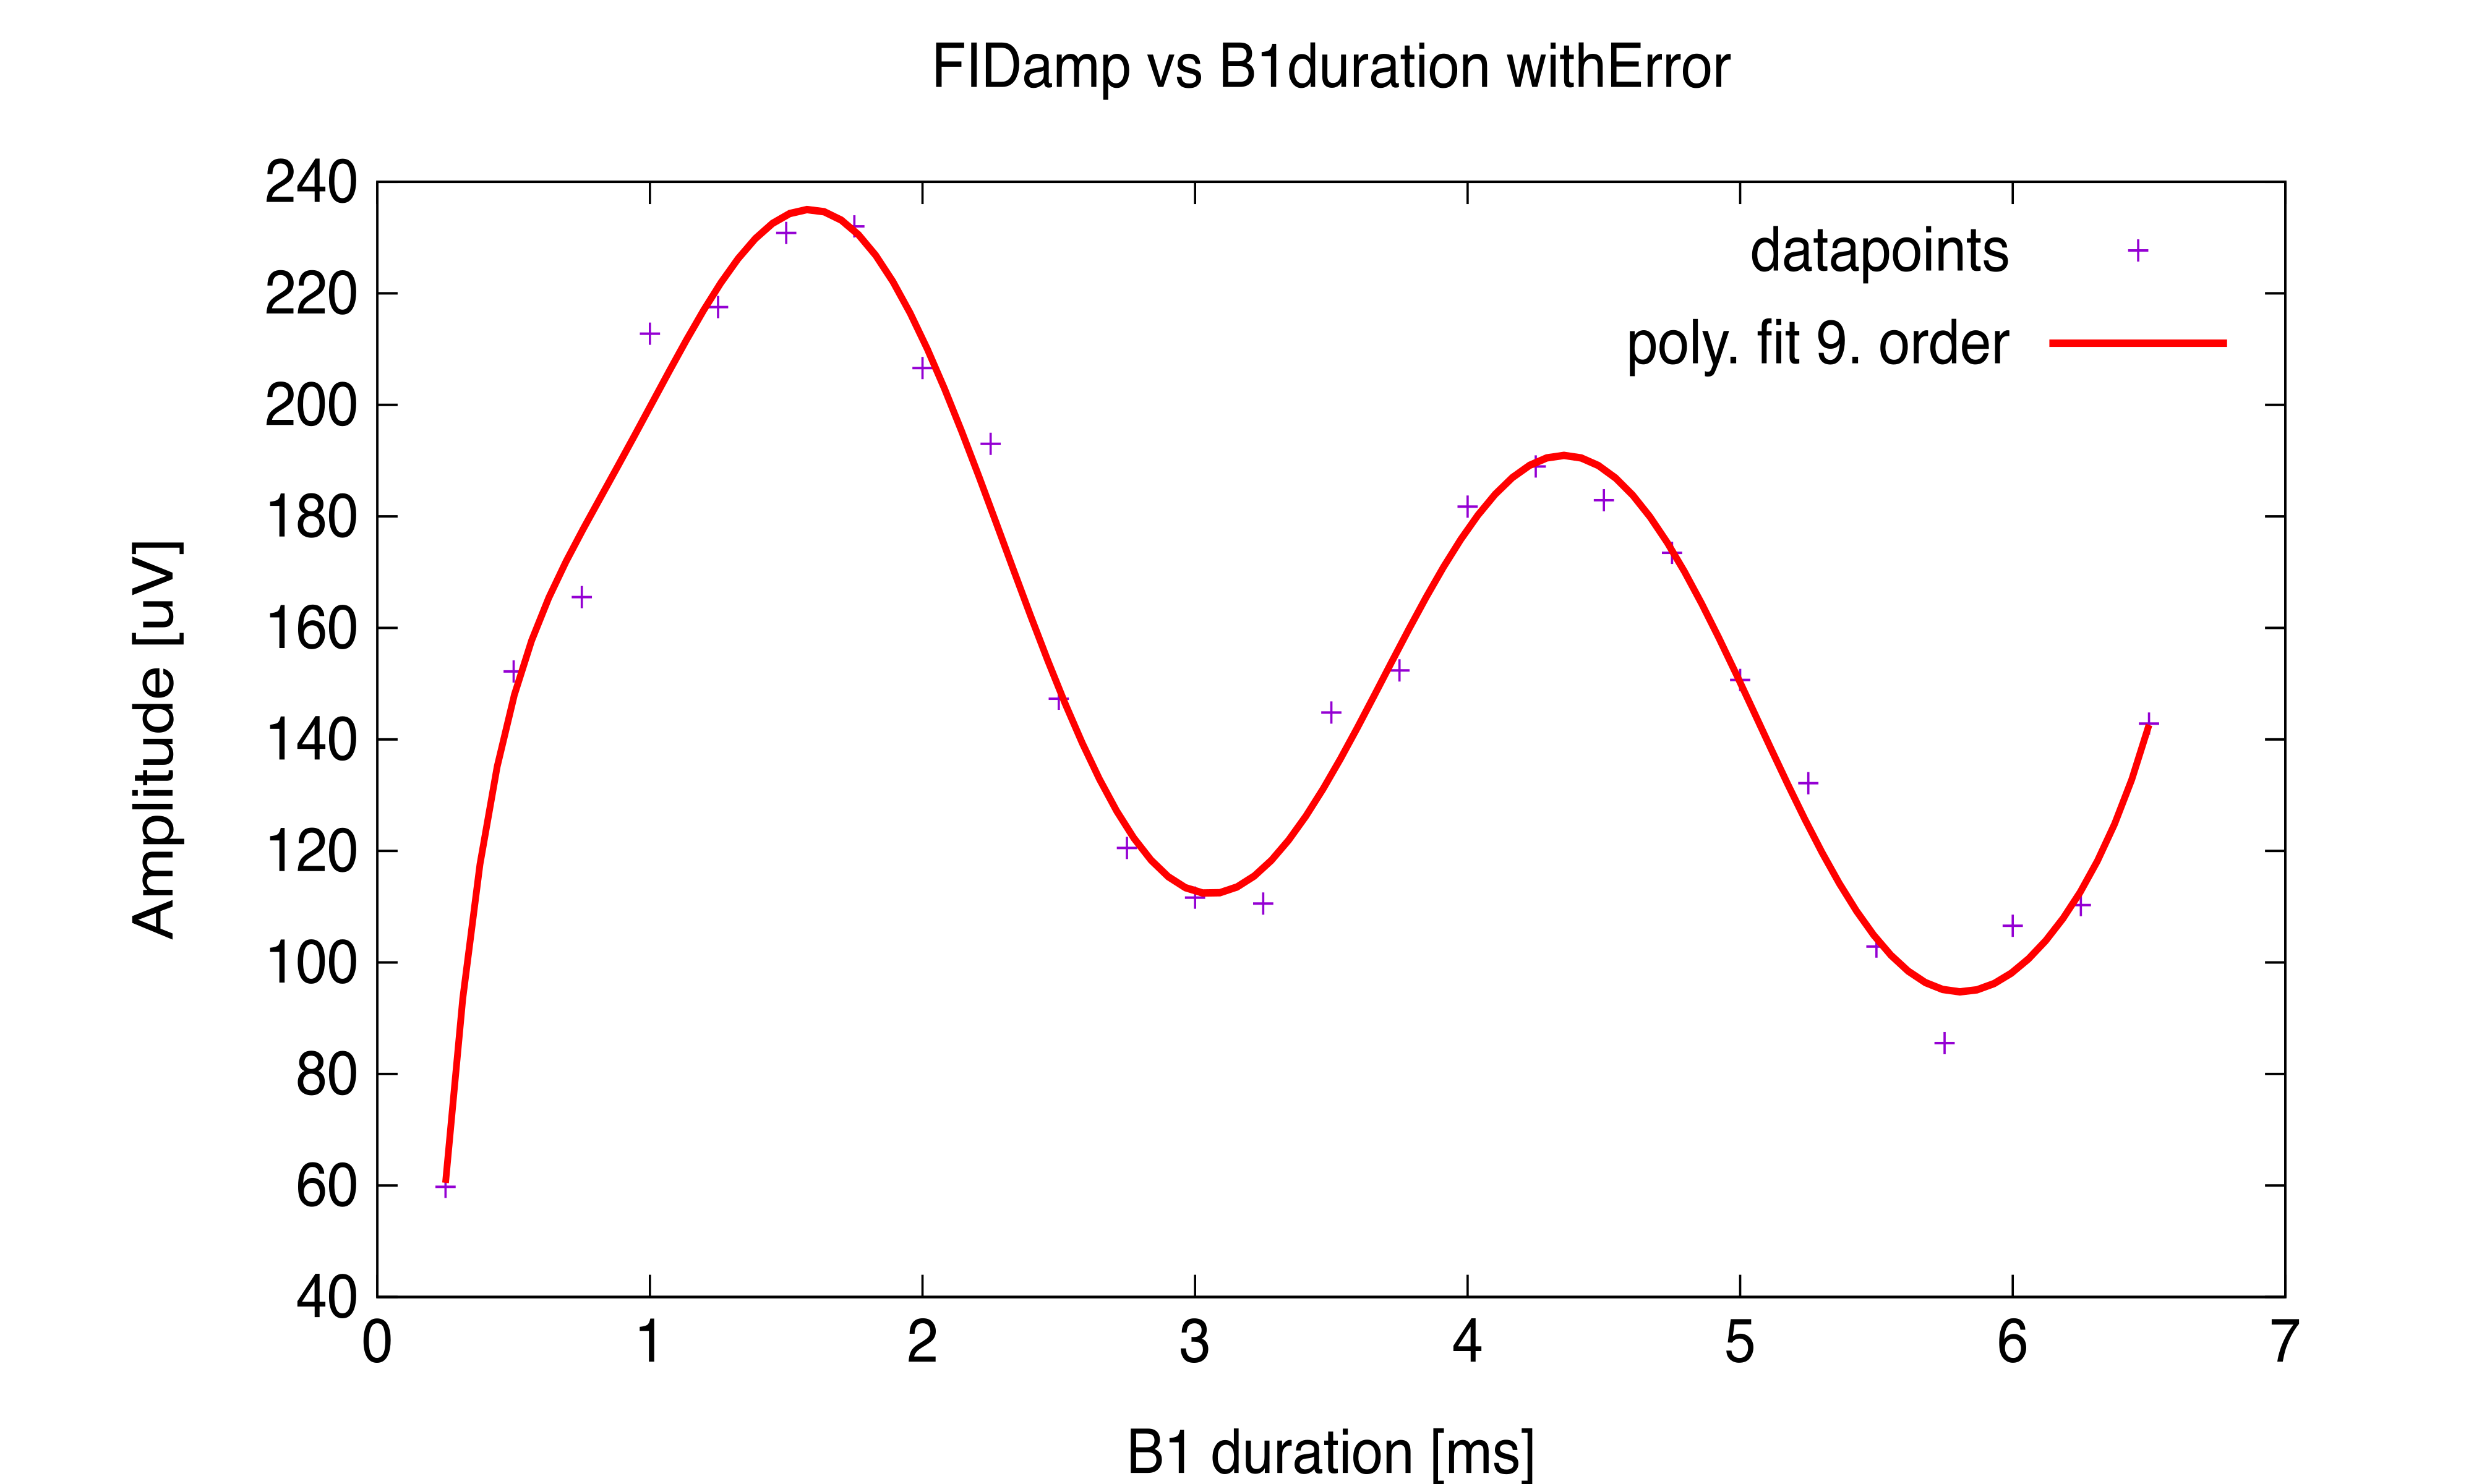 FIDamp vs B1duration withError
240
220
200
180
160
140
120
100
80
60
40
Amplitude [uV]
datapoints
poly. fit 9. order
0 1 2 3 4 5 6 7
B1 duration [ms]